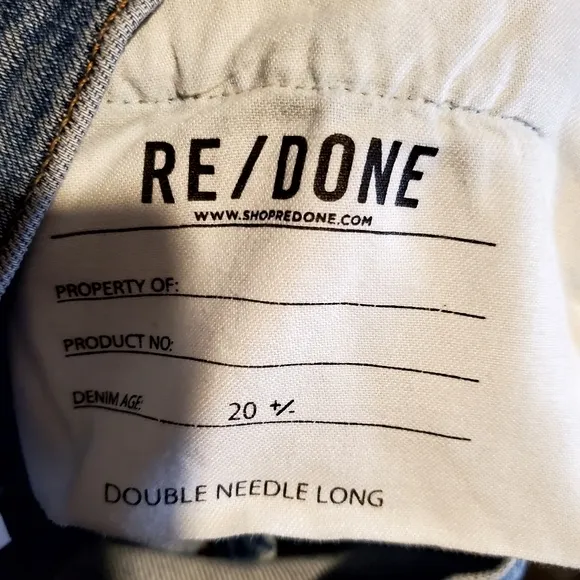 RE/DONE
WWW.SHOPREDONE.COM
PROPERTY OF:
PRODUCT NO:
DENIM AGE: 20 +/-
DOUBLE NEEDLE LONG